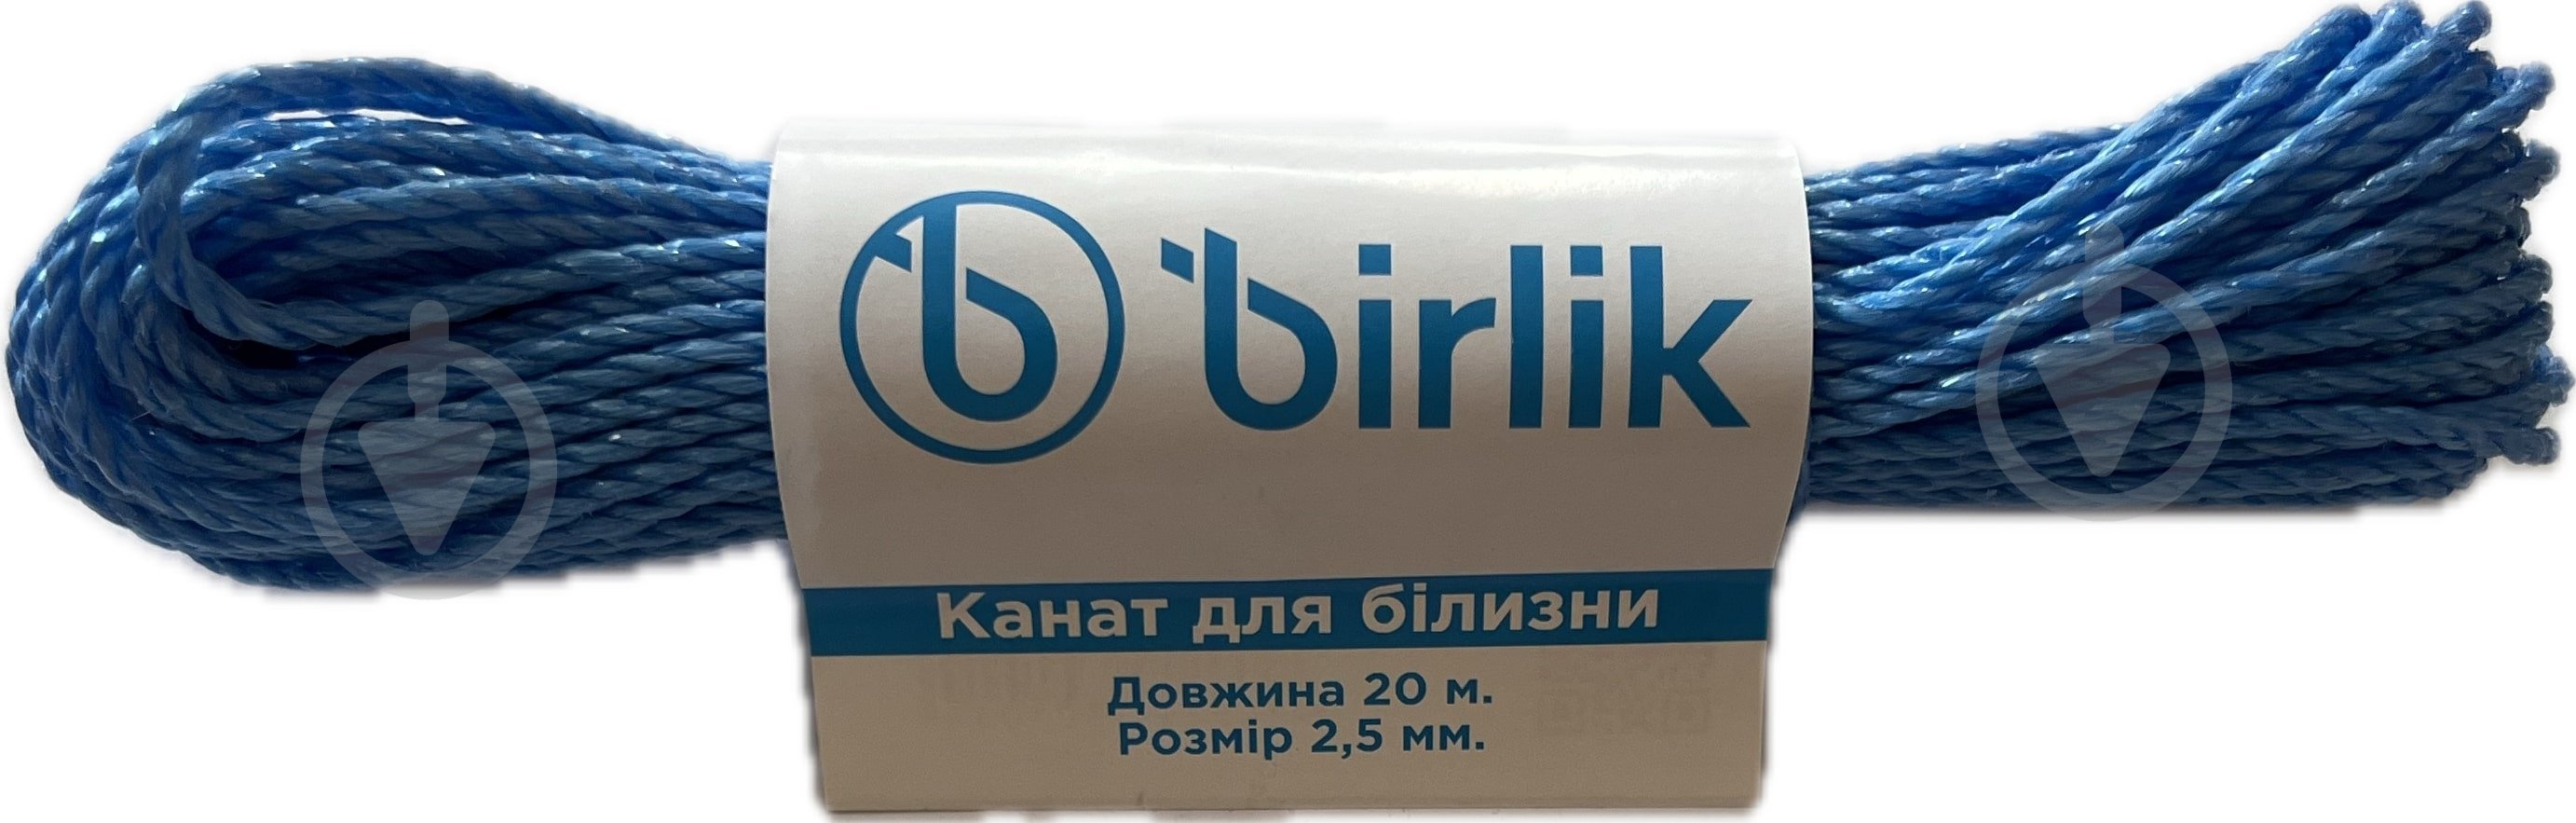 birlik
Канат для білизни
Довжина 20 м.
Розмір 2,5 мм.